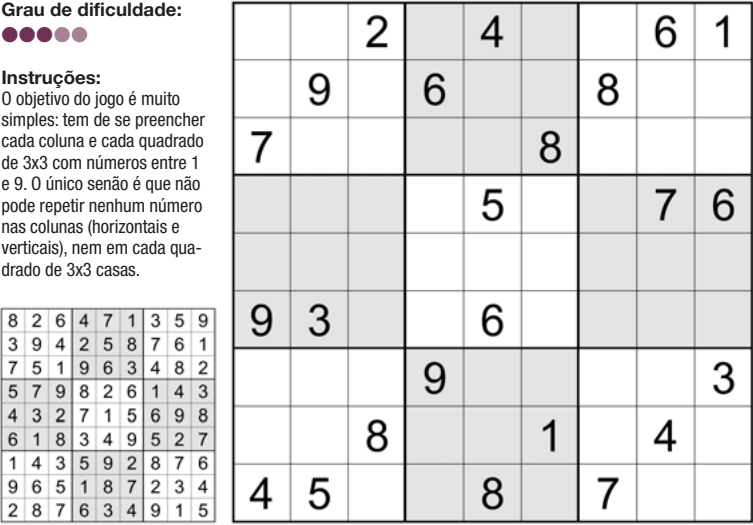 Grau de dificuldade:
Instruções:
O objetivo do jogo é muito
simples: tem de se preencher
cada coluna e cada quadrado
de 3x3 com números entre 1
e 9. O único senão é que não
pode repetir nenhum número
nas colunas (horizontais e
verticais), nem em cada qua-
drado de 3x3 casas.
8 2 6 4 7 1 3 5 9
3 9 4 2 5 8 7 6 1
7 5 1 9 6 3 4 8 2
5 7 9 8 2 6 1 4 3
4 3 2 7 1 5 6 9 8
6 1 8 3 4 9 5 2 7
1 4 3 5 9 2 8 7 6
9 6 5 1 8 7 2 3 4
2 8 7 6 3 4 9 1 5
2 4 6 1
9 6 8
7 8
5 7 6
9 3 6
9 3
8 1 4
4 5 8 7